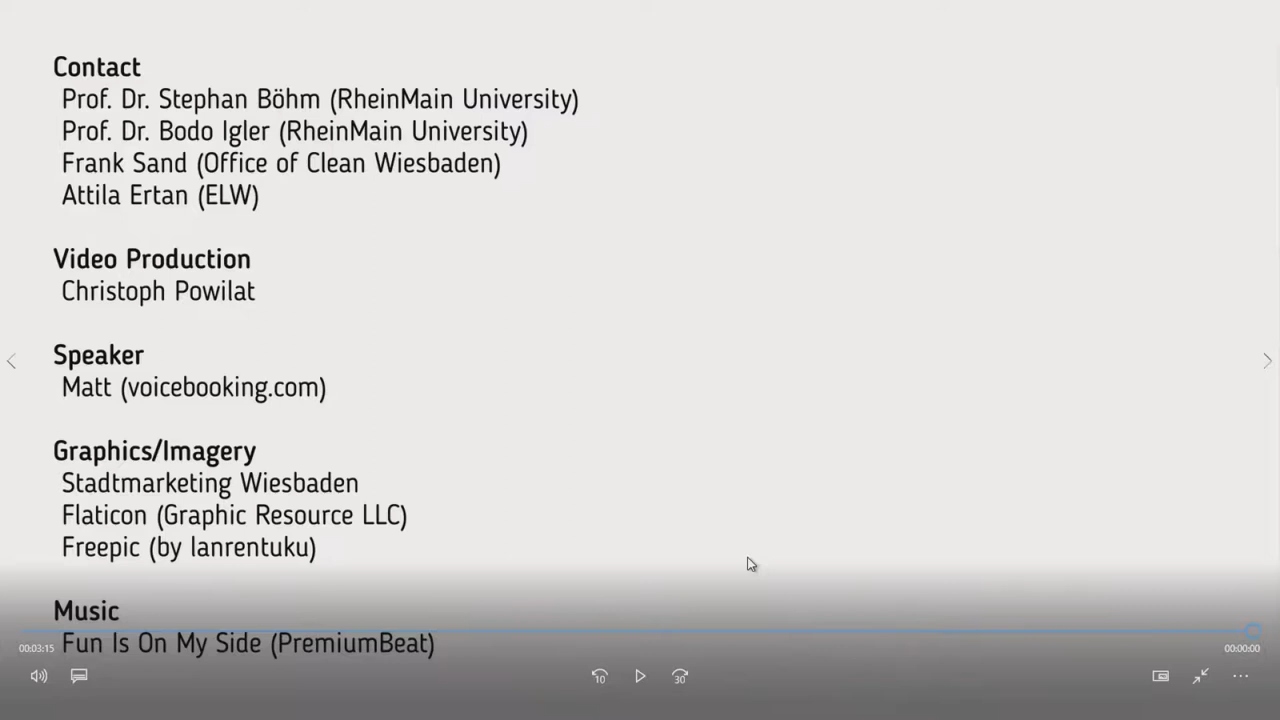 Contact
Prof. Dr. Stephan Böhm (RheinMain University)
Prof. Dr. Bodo Igler (RheinMain University)
Frank Sand (Office of Clean Wiesbaden)
Attila Ertan (ELW)
Video Production
Christoph Powilat
Speaker
Matt (voicebooking.com)
Graphics/Imagery
Stadtmarketing Wiesbaden
Flaticon (Graphic Resource LLC)
Freepic (by lanrentuku)
Music
Fun Is On My Side (PremiumBeat)
00:03:15
00:00:00
10
30